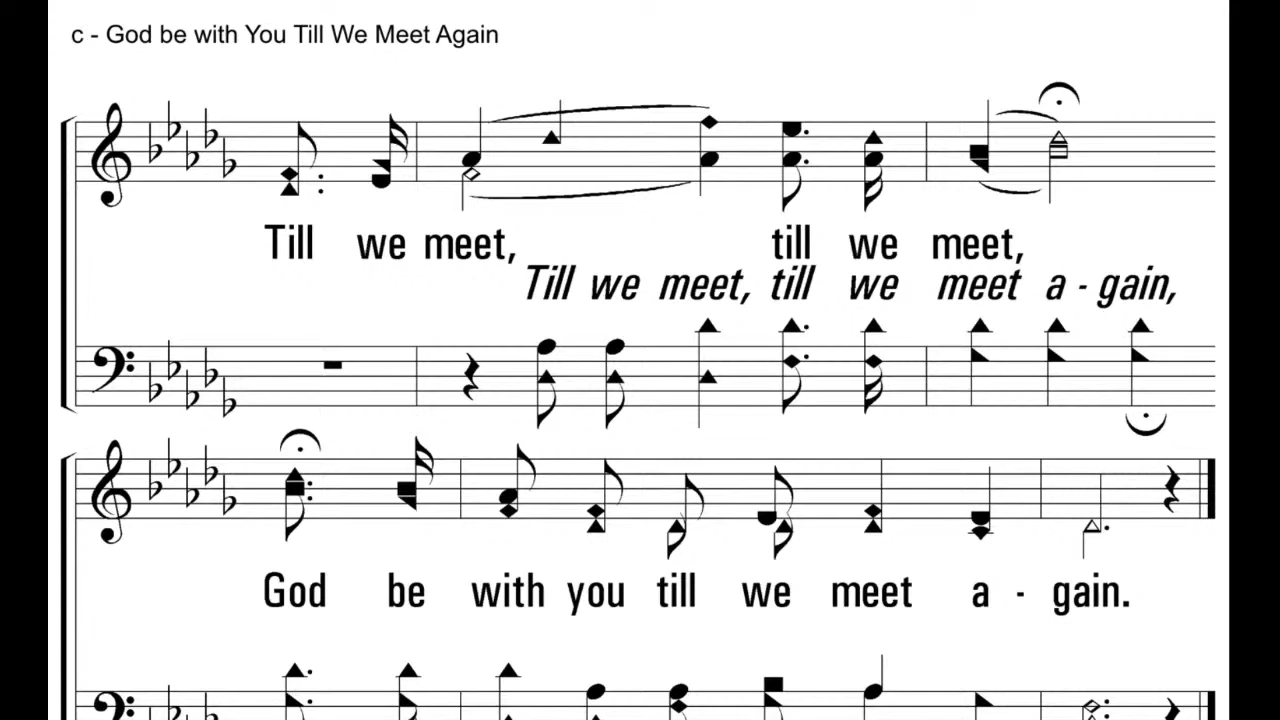 c - God be with You Till We Meet Again
Till we meet, till we meet,
Till we meet, till we meet a - gain,
God be with you till we meet a - gain.